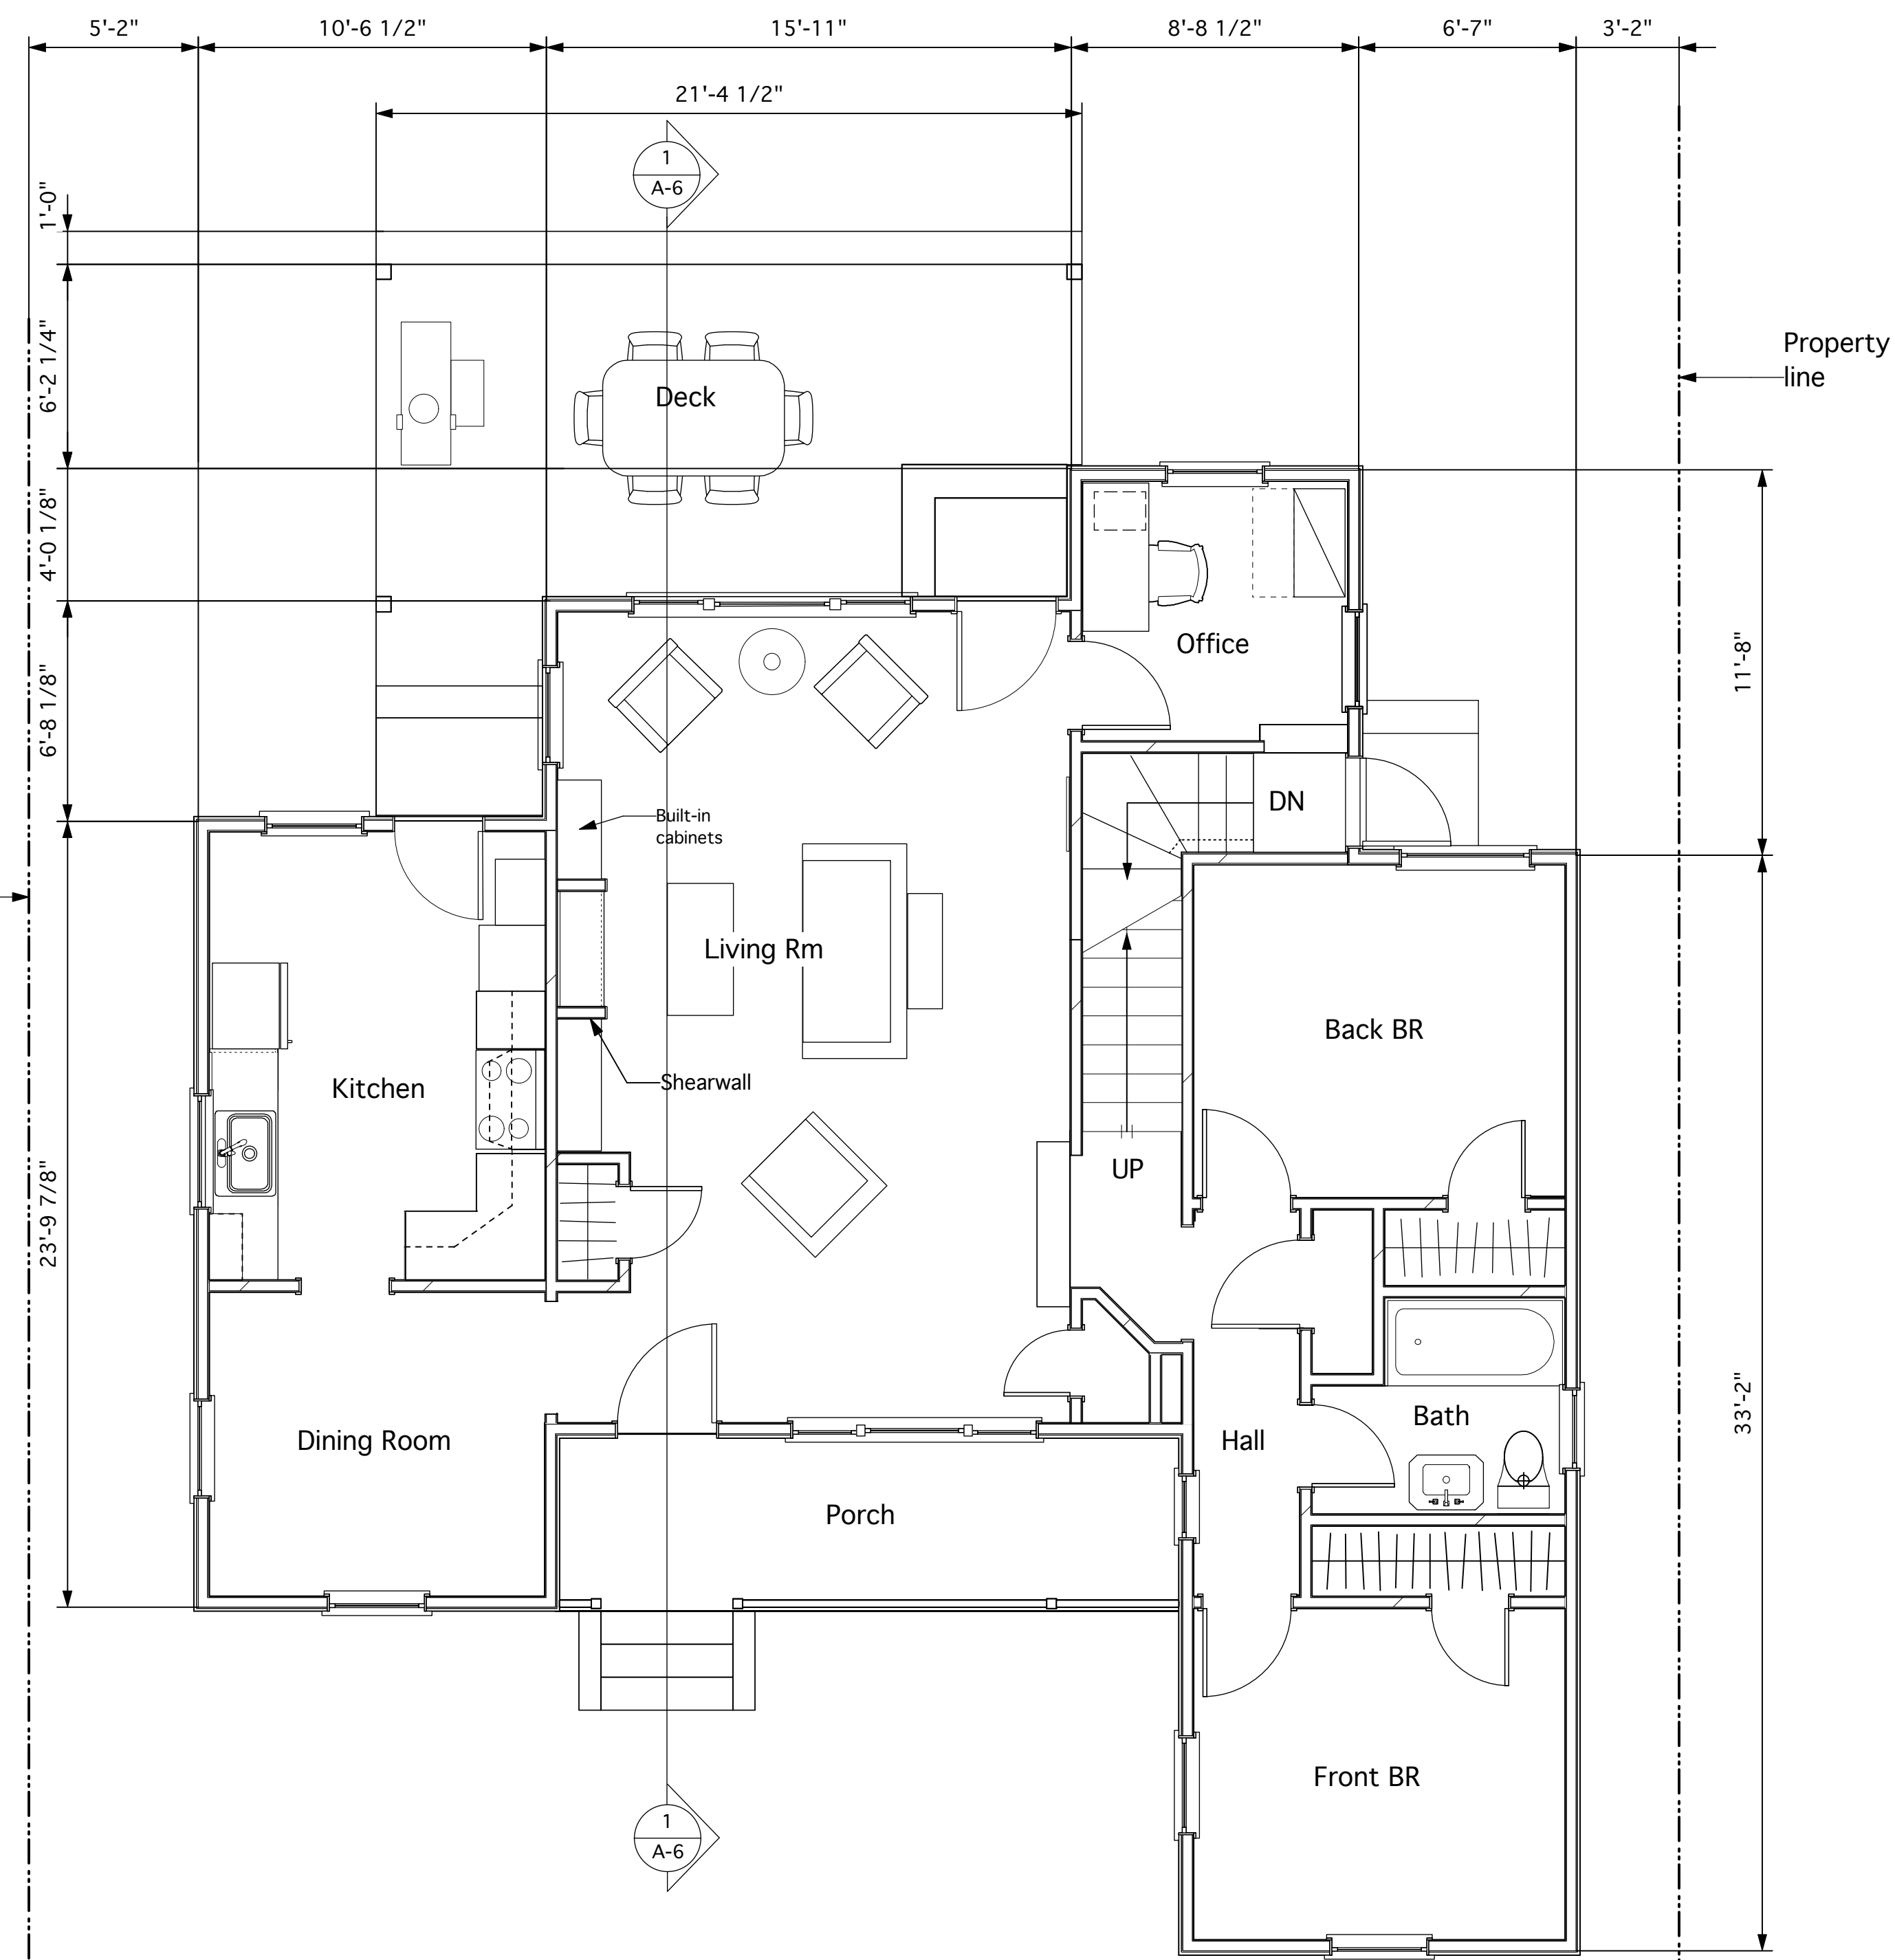 5'-2"
10'-6 1/2"
15'-11"
8'-8 1/2"
6'-7"
3'-2"
21'-4 1/2"
1
A-6
1'-0"
6'-2 1/4"
Property
line
Deck
4'-0 1/8"
Office
11'-8"
6'-8 1/8"
DN
Built-in
cabinets
Living Rm
Back BR
Shearwall
Kitchen
UP
23'-9 7/8"
33'-2"
Bath
Dining Room
Hall
Porch
Front BR
1
A-6